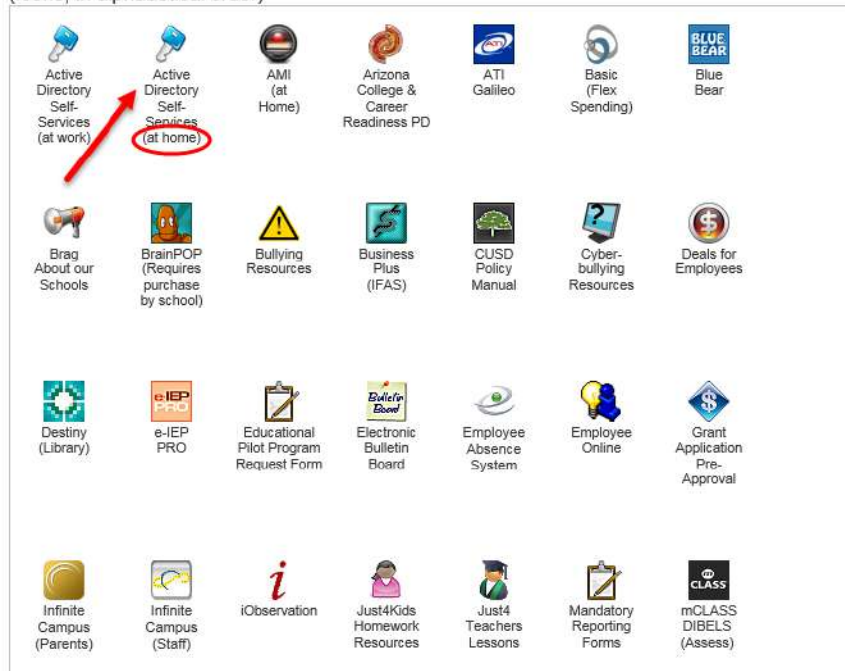 in alphabetical order)
Active
Directory
Self-
Services
(at work)
Active
Directory
Self-
Services
(at home)
AMI
(at
Home)
Arizona
College &
Career
Readiness PD
ATI
ATI
Galileo
Basic
(Flex
Spending)
BLUE
BEAR
Blue
Bear
Brag
About our
Schools
BrainPOP
(Requires
purchase
by school)
Bullying
Resources
Business
Plus
(IFAS)
CUSD
Policy
Manual
?
Cyber-
bullying
Resources
$
Deals for
Employees
Destiny
(Library)
e-IEP
PRO
e-IEP
PRO
Educational
Pilot Program
Request Form
Bulletin
Board
Electronic
Bulletin
Board
Employee
Absence
System
Employee
Online
$
Grant
Application
Pre-
Approval
Infinite
Campus
(Parents)
Infinite
Campus
(Staff)
i
iObservation
Just4Kids
Homework
Resources
Just4
Teachers
Lessons
Mandatory
Reporting
Forms
m
CLASS
mCLASS
DIBELS
(Assess)